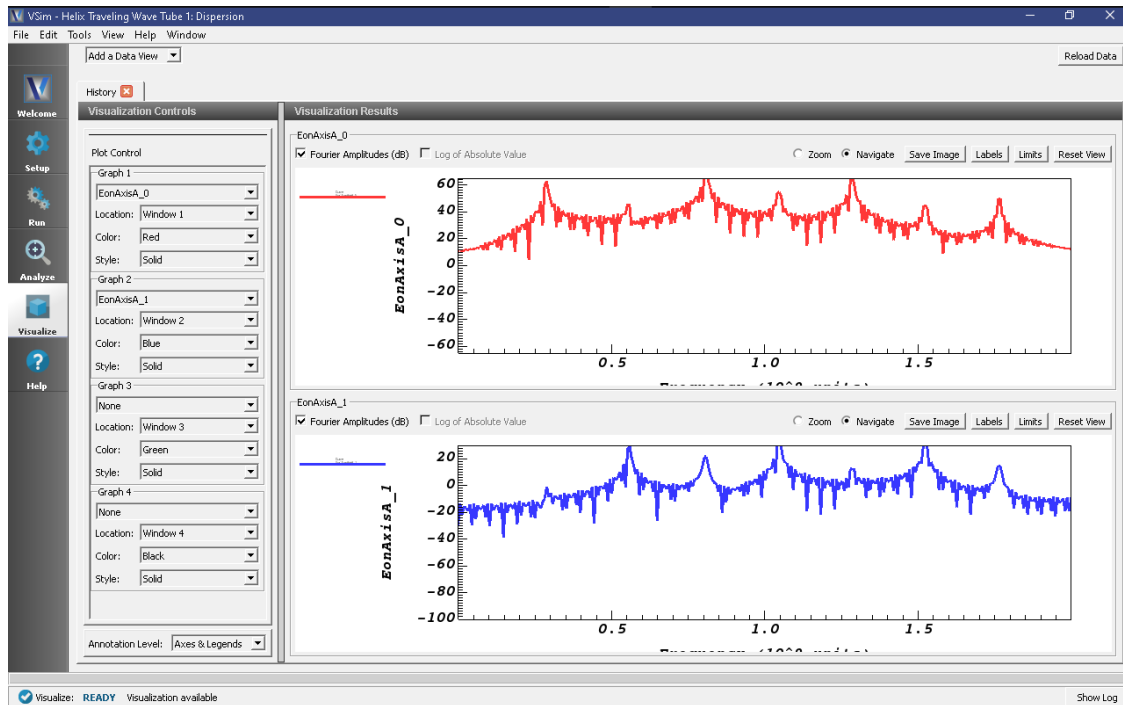 VSim - Helix Traveling Wave Tube 1: Dispersion
File Edit Tools View Help Window
Add a Data View
Reload Data
History
Welcome
Setup
Run
Analyze
Visualize
Help
Visualization Controls
Plot Control
Graph 1
EonAxisA_0
Location: Window 1
Color: Red
Style: Solid
Graph 2
EonAxisA_1
Location: Window 2
Color: Blue
Style: Solid
Graph 3
None
Location: Window 3
Color: Green
Style: Solid
Graph 4
None
Location: Window 4
Color: Black
Style: Solid
Annotation Level: Axes & Legends
Visualization Results
EonAxisA_0
Fourier Amplitudes (dB) Log of Absolute Value Zoom Navigate Save Image Labels Limits Reset View
EonAxisA_0
60
40
20
0
-20
-40
-60
0.5 1.0 1.5
EonAxisA_1
Fourier Amplitudes (dB) Log of Absolute Value Zoom Navigate Save Image Labels Limits Reset View
EonAxisA_1
20
0
-20
-40
-60
-80
-100
0.5 1.0 1.5
Visualize: READY Visualization available
Show Log